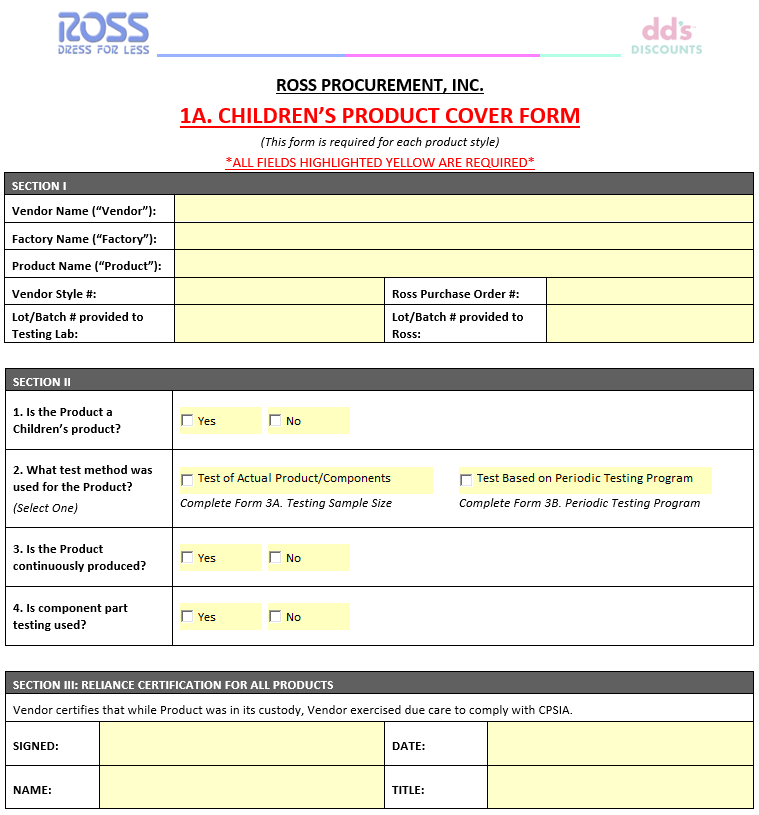 ROSS
DRESS FOR LESS
dd's
DISCOUNTS
ROSS PROCUREMENT, INC.
1A. CHILDREN'S PRODUCT COVER FORM
(This form is required for each product style)
*ALL FIELDS HIGHLIGHTED YELLOW ARE REQUIRED*
SECTION I
Vendor Name (“Vendor”):
Factory Name (“Factory”):
Product Name (“Product”):
Vendor Style #:
Ross Purchase Order #:
Lot/Batch # provided to
Testing Lab:
Lot/Batch # provided to
Ross:
SECTION II
1. Is the Product a
Children’s product?
Yes
No
2. What test method was
used for the Product?
(Select One)
Test of Actual Product/Components
Complete Form 3A. Testing Sample Size
Test Based on Periodic Testing Program
Complete Form 3B. Periodic Testing Program
3. Is the Product
continuously produced?
Yes
No
4. Is component part
testing used?
Yes
No
SECTION III: RELIANCE CERTIFICATION FOR ALL PRODUCTS
Vendor certifies that while Product was in its custody, Vendor exercised due care to comply with CPSIA.
SIGNED:
DATE:
NAME:
TITLE: